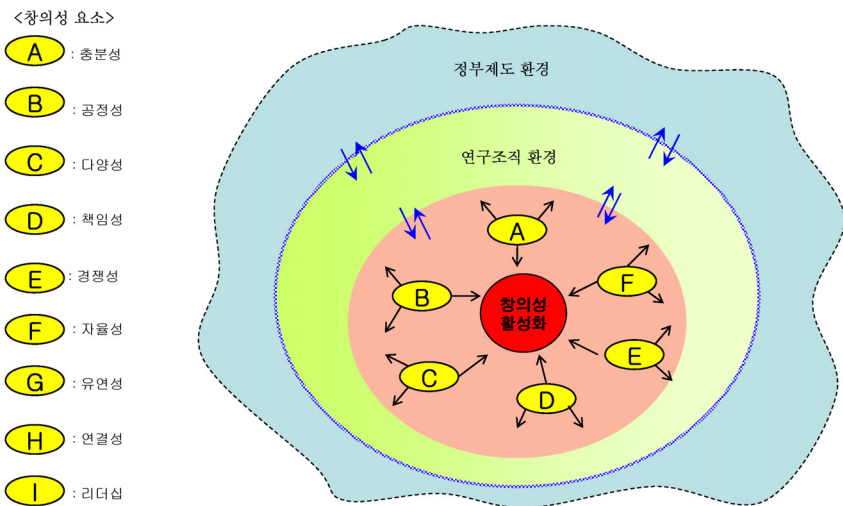 <창의성 요소>
A : 충분성
B : 공정성
C : 다양성
D : 책임성
E : 경쟁성
F : 자율성
G : 유연성
H : 연결성
I : 리더십
정부제도 환경
연구조직 환경
A
B
F
창의성
활성화
C
E
D